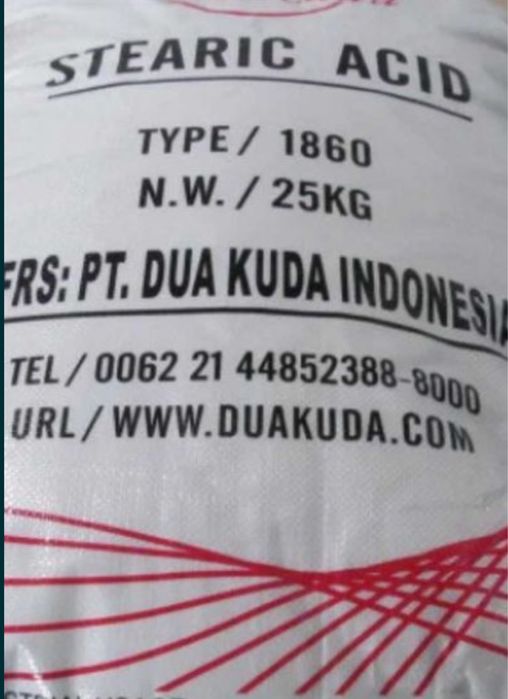 STEARIC ACID
TYPE / 1860
N.W. / 25KG
FRS: PT. DUA KUDA INDONESIA
TEL / 0062 21 44852388-8000
URL / WWW.DUAKUDA.COM